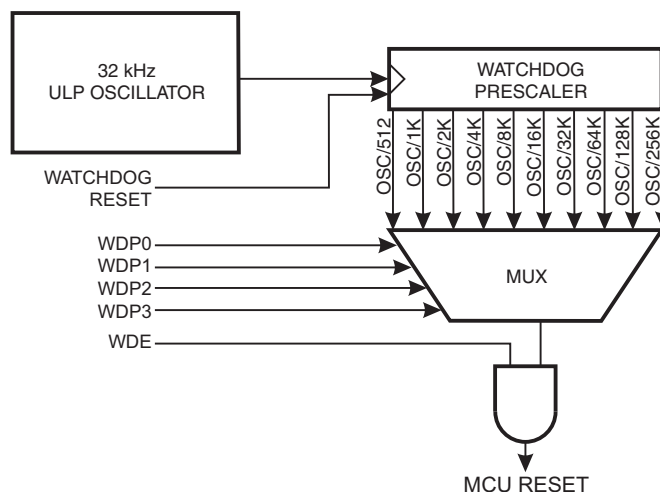 32 kHz
ULP OSCILLATOR
WATCHDOG
PRESCALER
WATCHDOG
RESET
OSC/512
OSC/1K
OSC/2K
OSC/4K
OSC/8K
OSC/16K
OSC/32K
OSC/64K
OSC/128K
OSC/256K
WDP0
WDP1
WDP2
WDP3
WDE
MUX
MCU RESET